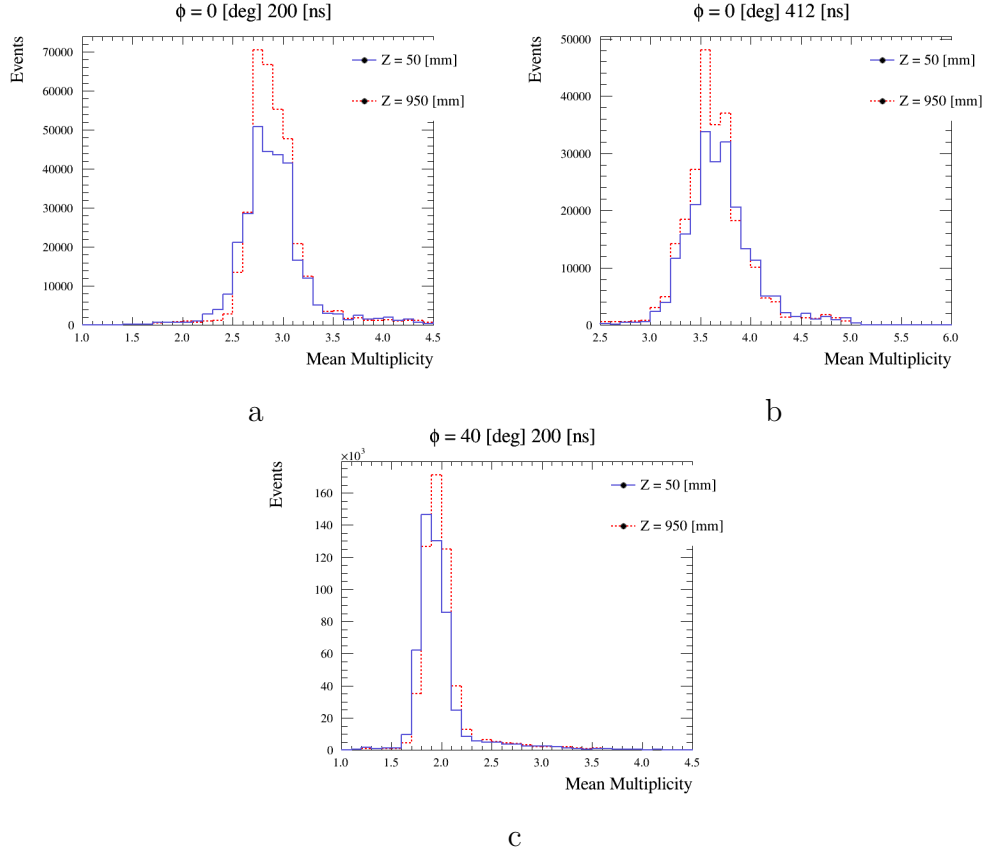 ϕ = 0 [deg] 200 [ns]
Events
70000
60000
50000
40000
30000
20000
10000
0
1.0 1.5 2.0 2.5 3.0 3.5 4.0 4.5
Mean Multiplicity
Z = 50 [mm]
Z = 950 [mm]
a
ϕ = 0 [deg] 412 [ns]
Events
50000
40000
30000
20000
10000
0
2.5 3.0 3.5 4.0 4.5 5.0 5.5 6.0
Mean Multiplicity
Z = 50 [mm]
Z = 950 [mm]
b
ϕ = 40 [deg] 200 [ns]
×10³
Events
160
140
120
100
80
60
40
20
0
1.0 1.5 2.0 2.5 3.0 3.5 4.0 4.5
Mean Multiplicity
Z = 50 [mm]
Z = 950 [mm]
c